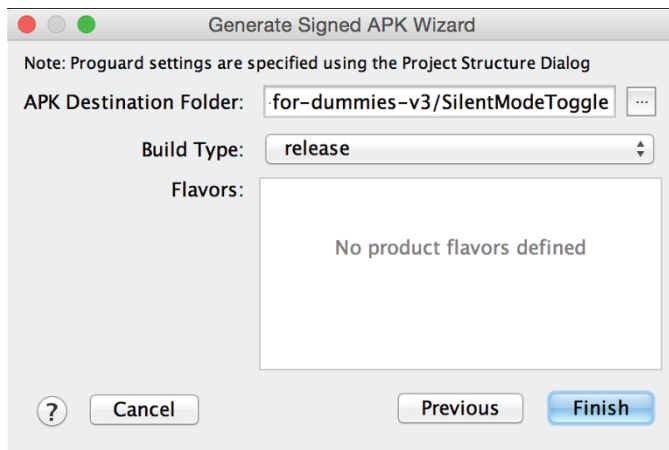 Generate Signed APK Wizard
Note: Proguard settings are specified using the Project Structure Dialog
APK Destination Folder: for-dummies-v3/SilentModeToggle ...
Build Type: release
Flavors:
No product flavors defined
? Cancel Previous Finish